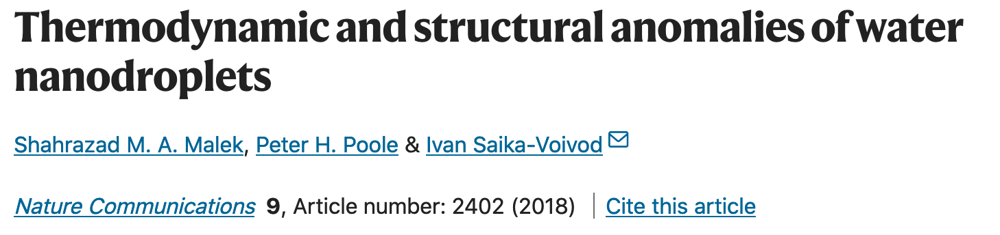 Thermodynamic and structural anomalies of water
nanodroplets
Shahrazad M. A. Malek, Peter H. Poole & Ivan Saika-Voivod
Nature Communications 9, Article number: 2402 (2018) | Cite this article